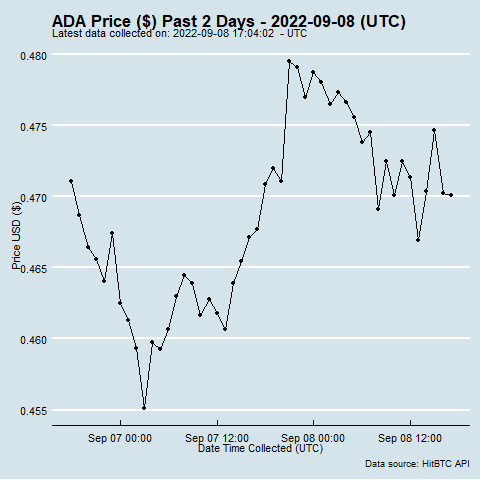 ADA Price ($) Past 2 Days - 2022-09-08 (UTC)
Latest data collected on: 2022-09-08 17:04:02 - UTC
0.480
0.475
0.470
0.465
0.460
0.455
Price USD ($)
Sep 07 00:00
Sep 07 12:00
Sep 08 00:00
Sep 08 12:00
Date Time Collected (UTC)
Data source: HitBTC API